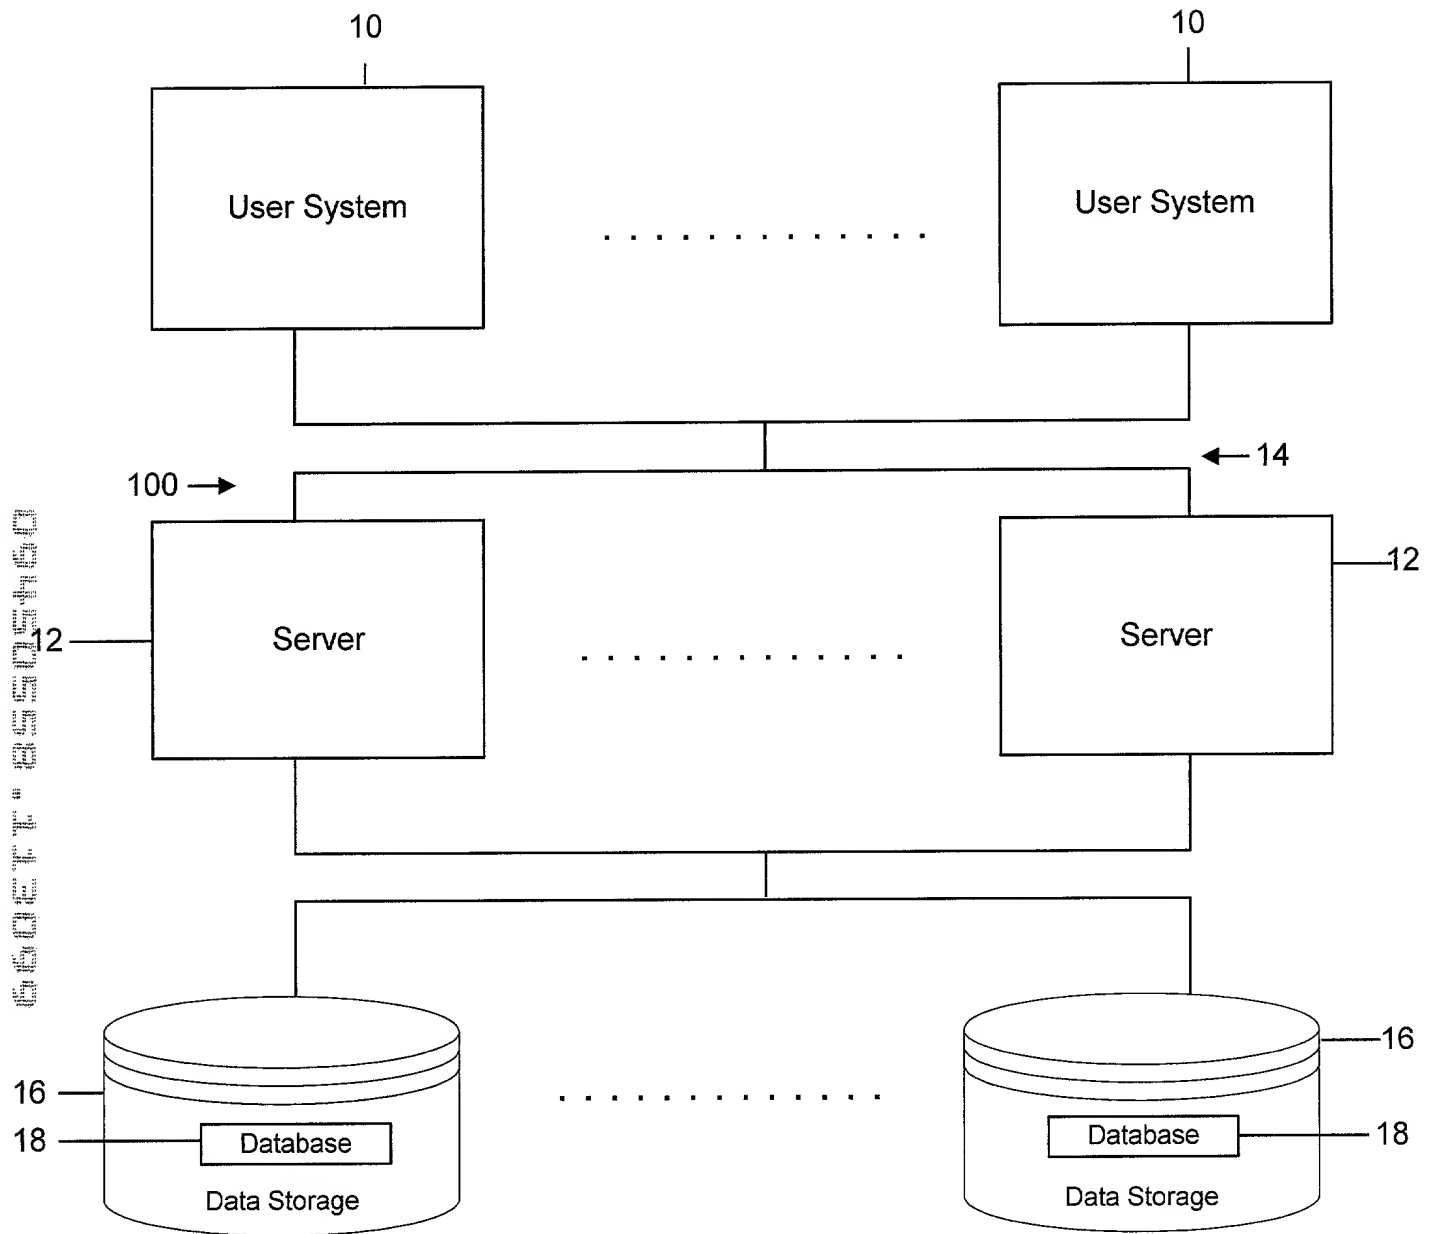 10
10
User System
User System
14
100
12
12
Server
Server
16
16
18
Database
Database
18
Data Storage
Data Storage